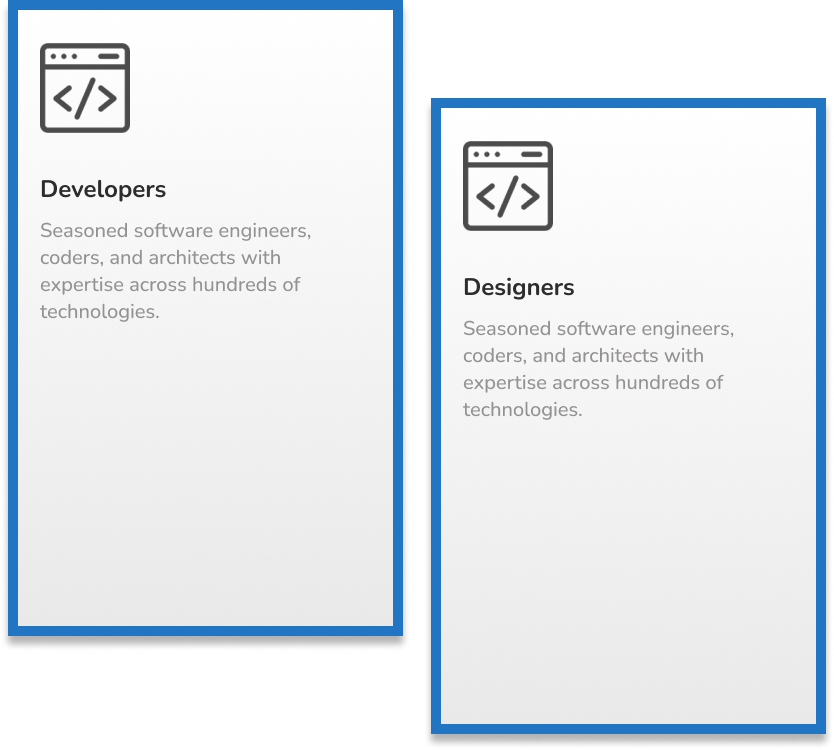 Developers
Seasoned software engineers,
coders, and architects with
expertise across hundreds of
technologies.
Designers
Seasoned software engineers,
coders, and architects with
expertise across hundreds of
technologies.